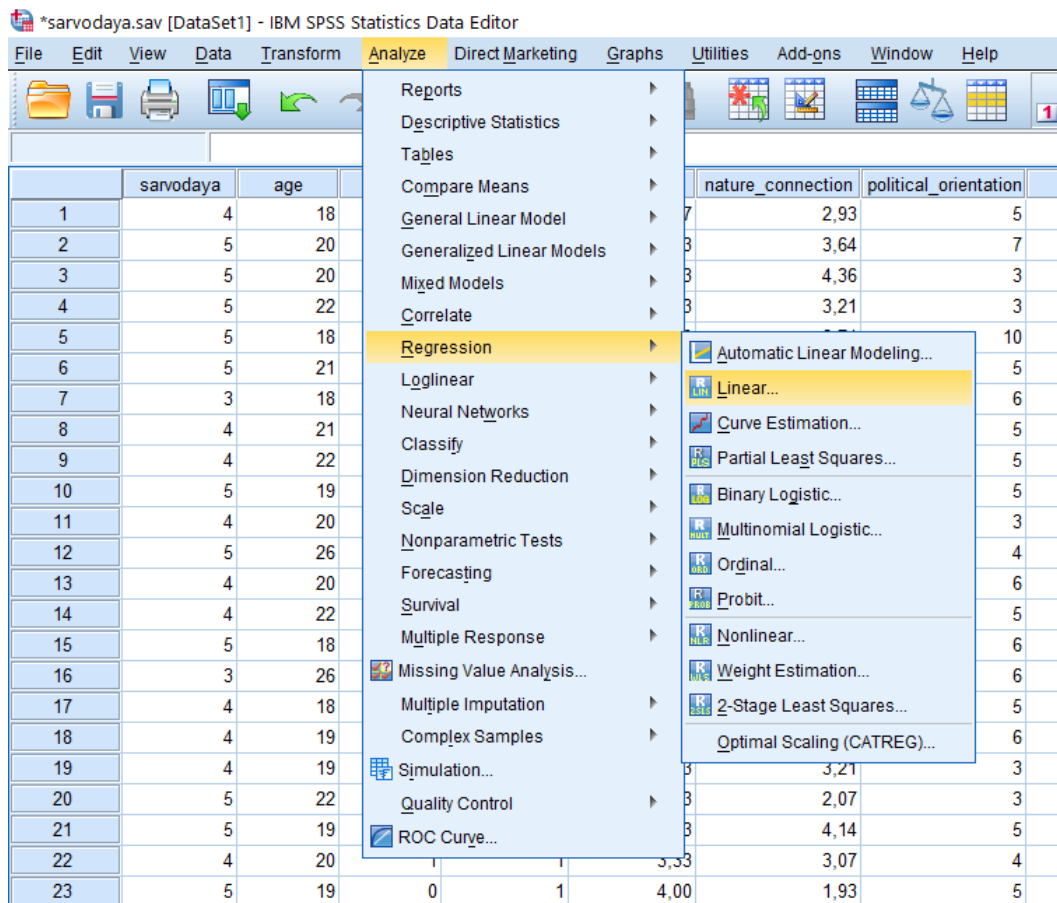 *sarvodaya.sav [DataSet1] - IBM SPSS Statistics Data Editor
File Edit View Data Transform Analyze Direct Marketing Graphs Utilities Add-ons Window Help
Reports
Descriptive Statistics
Tables
Compare Means
General Linear Model
Generalized Linear Models
Mixed Models
Correlate
Regression
Loglinear
Neural Networks
Classify
Dimension Reduction
Scale
Nonparametric Tests
Forecasting
Survival
Multiple Response
Missing Value Analysis...
Multiple Imputation
Complex Samples
Simulation...
Quality Control
ROC Curve...
Automatic Linear Modeling...
Linear...
Curve Estimation...
Partial Least Squares...
Binary Logistic...
Multinomial Logistic...
Ordinal...
Probit...
Nonlinear...
Weight Estimation...
2-Stage Least Squares...
Optimal Scaling (CATREG)...
sarvodaya age nature_connection political_orientation
1 4 18 7 2,93 5
2 5 20 3 3,64 7
3 5 20 3 4,36 3
4 5 22 3 3,21 3
5 5 18 10
6 5 21 5
7 3 18 6
8 4 21 5
9 4 22 5
10 5 19 5
11 4 20 3
12 5 26 4
13 4 20 6
14 4 22 5
15 5 18 6
16 3 26 6
17 4 18 5
18 4 19 6
19 4 19 3 3,21 3
20 5 22 3 2,07 3
21 5 19 3 4,14 5
22 4 20 1 1 3,33 3,07 4
23 5 19 0 1 4,00 1,93 5